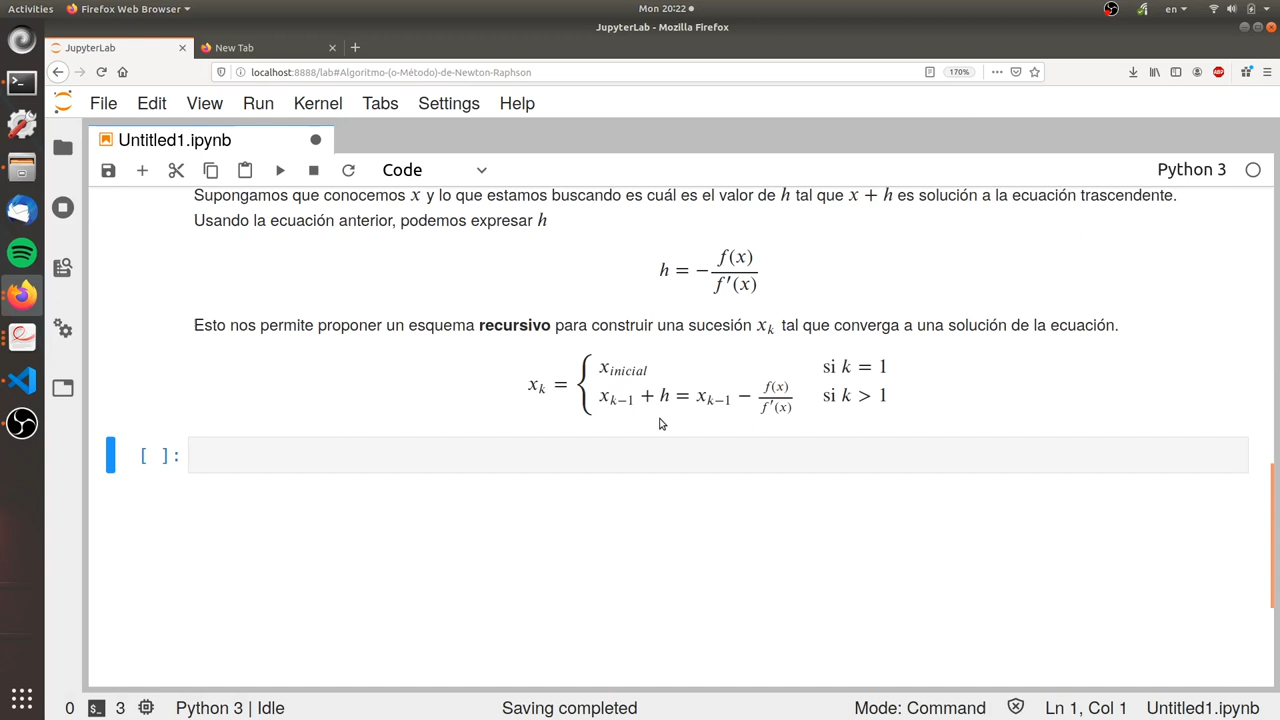 Activities Firefox Web Browser Mon 20:22 en
JupyterLab - Mozilla Firefox
JupyterLab New Tab
localhost:8888/lab#Algoritmo-(o-Método)-de-Newton-Raphson 170%
File Edit View Run Kernel Tabs Settings Help
Untitled1.ipynb
Code Python 3
Supongamos que conocemos x y lo que estamos buscando es cuál es el valor de h tal que x + h es solución a la ecuación trascendente.
Usando la ecuación anterior, podemos expresar h
h = − f(x) / f′(x)
Esto nos permite proponer un esquema recursivo para construir una sucesión x_k tal que converga a una solución de la ecuación.
x_k = { x_inicial si k = 1
x_{k−1} + h = x_{k−1} − f(x) / f′(x) si k > 1
[ ]:
0 $_ 3 Python 3 | Idle Saving completed Mode: Command Ln 1, Col 1 Untitled1.ipynb